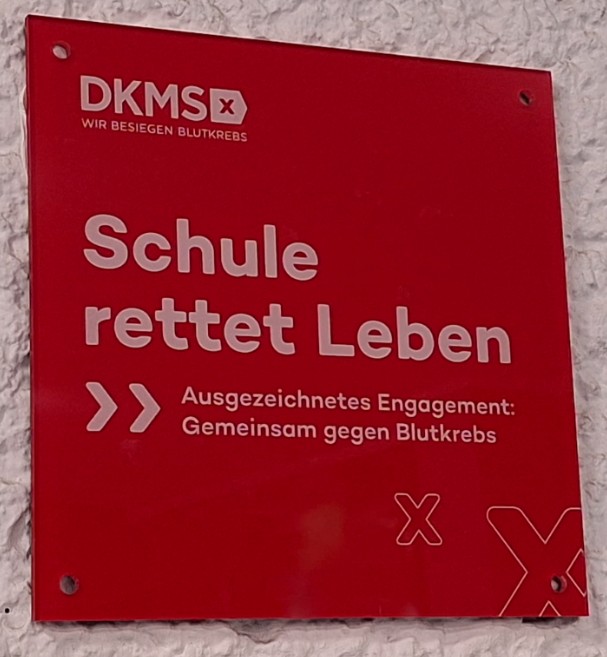 DKMS x
WIR BESIEGEN BLUTKREBS
Schule
rettet Leben
Ausgezeichnetes Engagement:
Gemeinsam gegen Blutkrebs